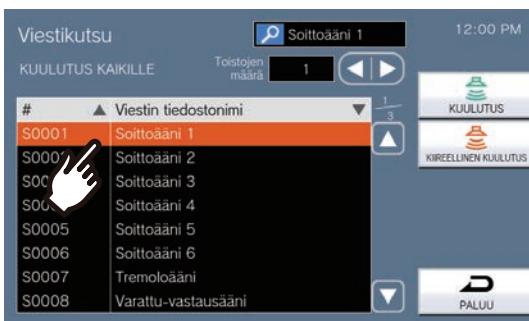 Viestikutsu
Soittoääni 1
12:00 PM
KUULUTUS KAIKILLE
Toistojen
määrä
1
# Viestin tiedostonimi
1
3
S0001 Soittoääni 1
Soittoääni 2
Soittoääni 3
Soittoääni 4
S0005 Soittoääni 5
S0006 Soittoääni 6
S0007 Tremoloääni
S0008 Varattu-vastausääni
KUULUTUS
KIIREELLINEN KUULUTUS
PALUU